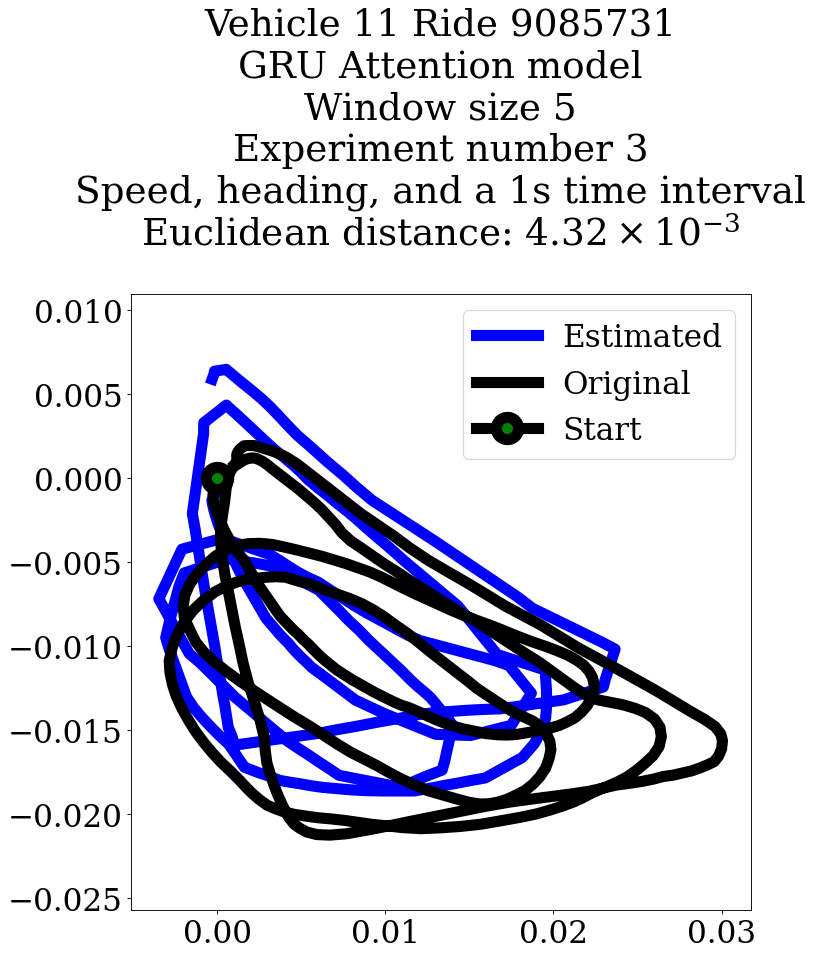 Vehicle 11 Ride 9085731
GRU Attention model
Window size 5
Experiment number 3
Speed, heading, and a 1s time interval
Euclidean distance: 4.32 × 10⁻³
0.010
0.005
0.000
−0.005
−0.010
−0.015
−0.020
−0.025
Estimated
Original
Start
0.00 0.01 0.02 0.03